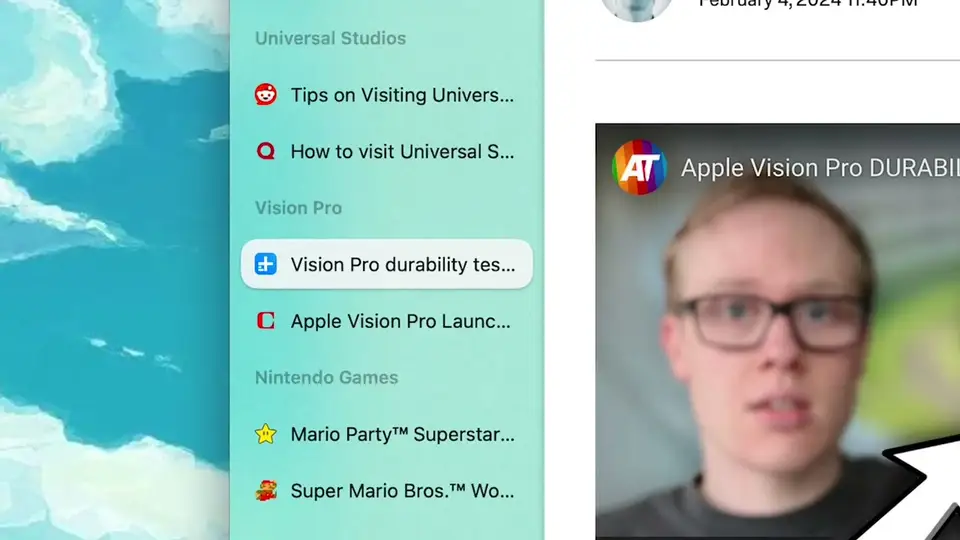 Universal Studios
Tips on Visiting Univers...
How to visit Universal S...
Vision Pro
Vision Pro durability tes...
Apple Vision Pro Launc...
Nintendo Games
Mario Party™ Superstar...
Super Mario Bros.™ Wo...
February 4, 2024 11:40PM
AT
Apple Vision Pro DURABIL